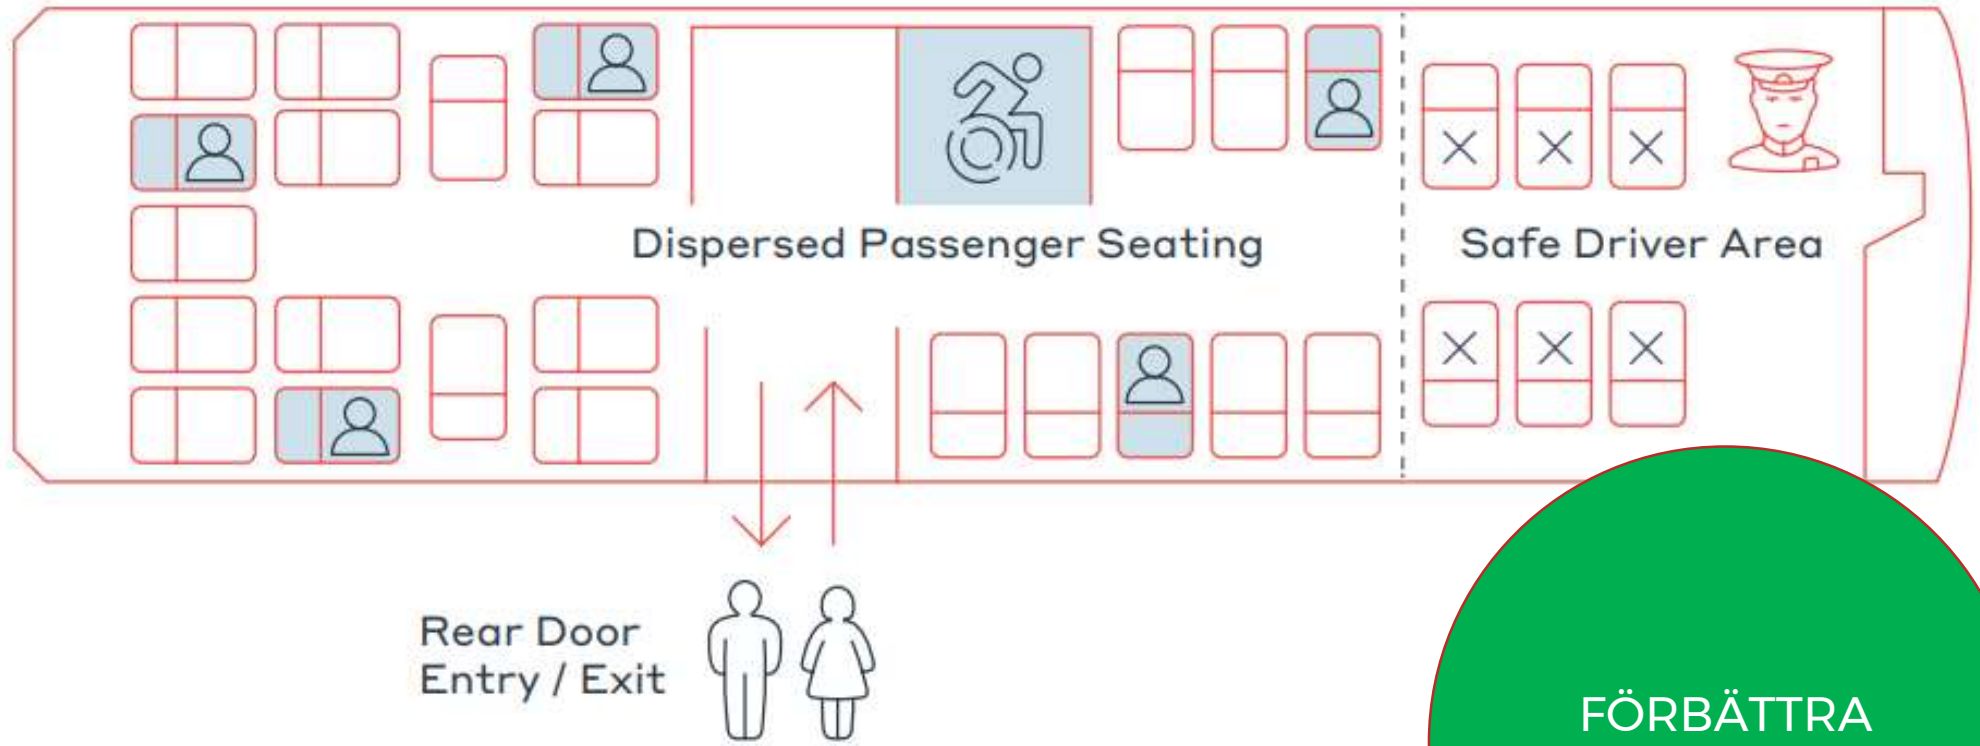 Dispersed Passenger Seating
Safe Driver Area
Rear Door
Entry / Exit
FÖRBÄTTRA